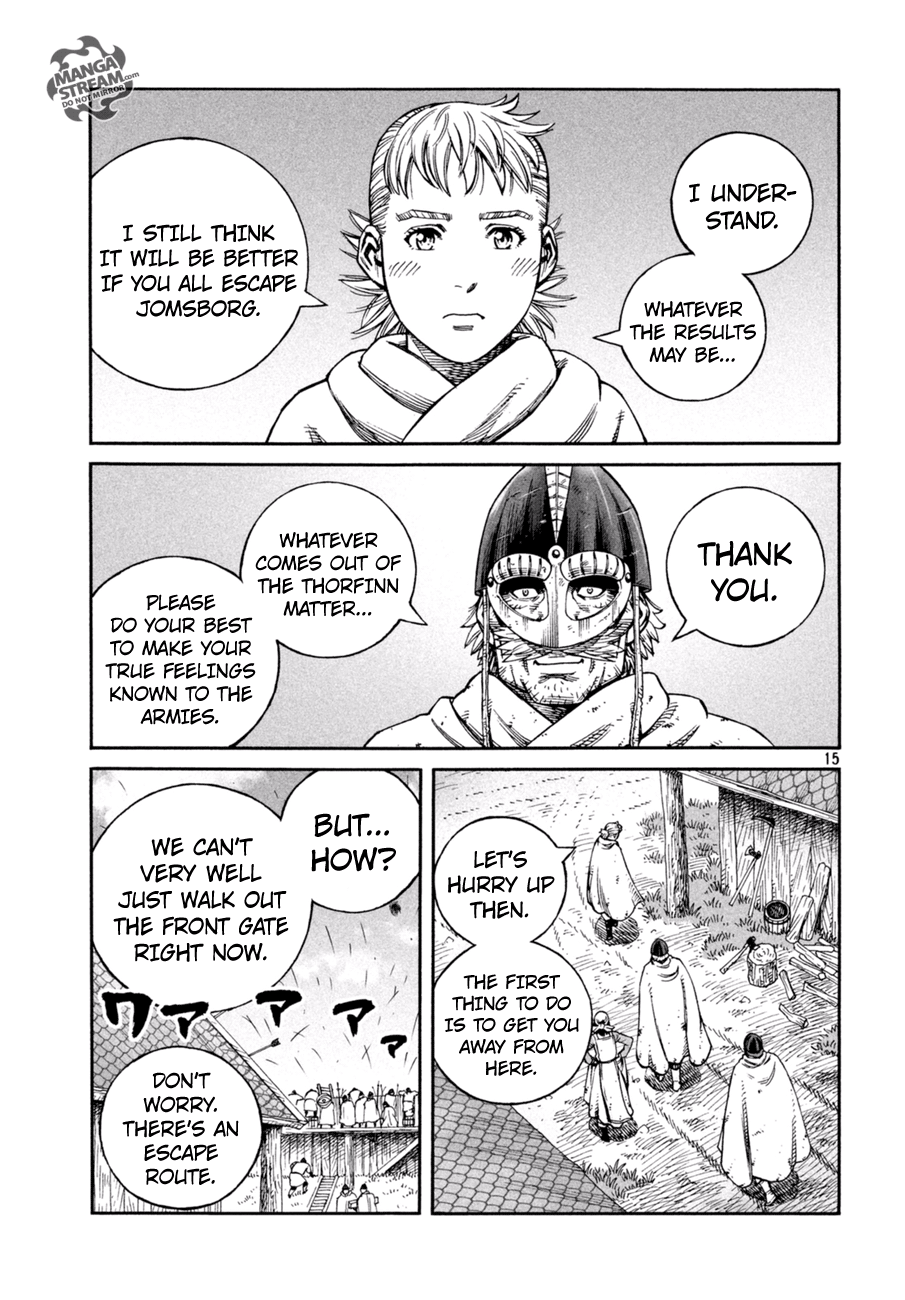 MANGA
STREAM.com
DO NOT MIRROR
I UNDER-
STAND.
WHATEVER
THE RESULTS
MAY BE...
I STILL THINK
IT WILL BE BETTER
IF YOU ALL ESCAPE
JOMSBORG.
THANK
YOU.
WHATEVER
COMES OUT OF
THE THORFINN
MATTER...
PLEASE
DO YOUR BEST
TO MAKE YOUR
TRUE FEELINGS
KNOWN TO THE
ARMIES.
15
LET'S
HURRY UP
THEN.
THE FIRST
THING TO DO
IS TO GET YOU
AWAY FROM
HERE.
BUT...
HOW?
WE CAN'T
VERY WELL
JUST WALK OUT
THE FRONT GATE
RIGHT NOW.
ワァァァァ
DON'T
WORRY.
THERE'S AN
ESCAPE
ROUTE.